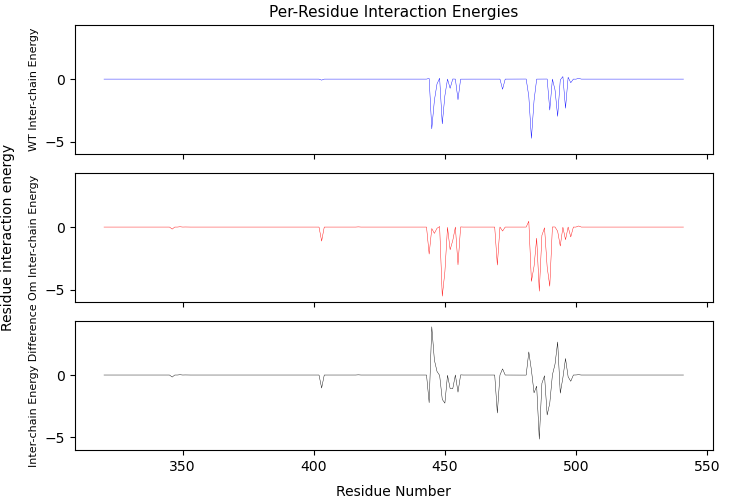 Per-Residue Interaction Energies
Residue interaction energy
WT Inter-chain Energy
0
−5
Om Inter-chain Energy
0
−5
Inter-chain Energy Difference
0
−5
350
400
450
500
550
Residue Number